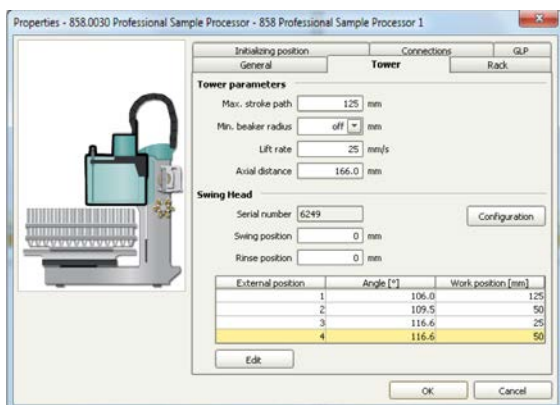 Properties - 858.0030 Professional Sample Processor - 858 Professional Sample Processor 1
Initializing position Connections GLP
General Tower Rack
Tower parameters
Max. stroke path 125 mm
Min. beaker radius off mm
Lift rate 25 mm/s
Axial distance 166.0 mm
Swing Head
Serial number 6249 Configuration
Swing position 0 mm
Rinse position 0 mm
External position Angle [°] Work position [mm]
1 106.0 125
2 109.5 50
3 116.6 25
4 116.6 50
Edit
OK Cancel